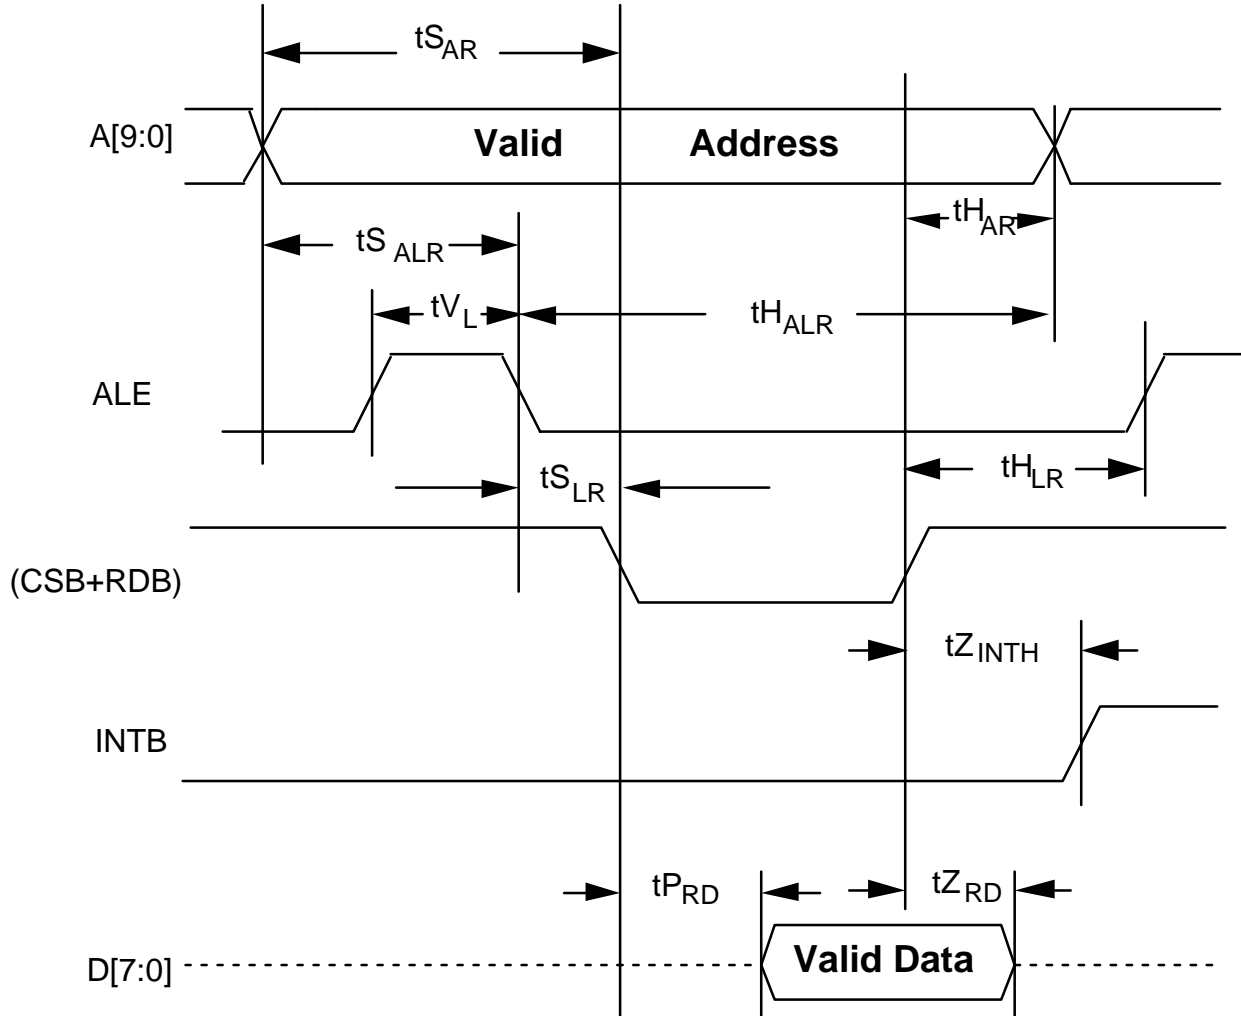 tSAR
A[9:0]
Valid Address
tHAR
tSALR
tVL
tHALR
ALE
tSLR
tHLR
(CSB+RDB)
tZINTH
INTB
tPRD
tZRD
D[7:0]
Valid Data